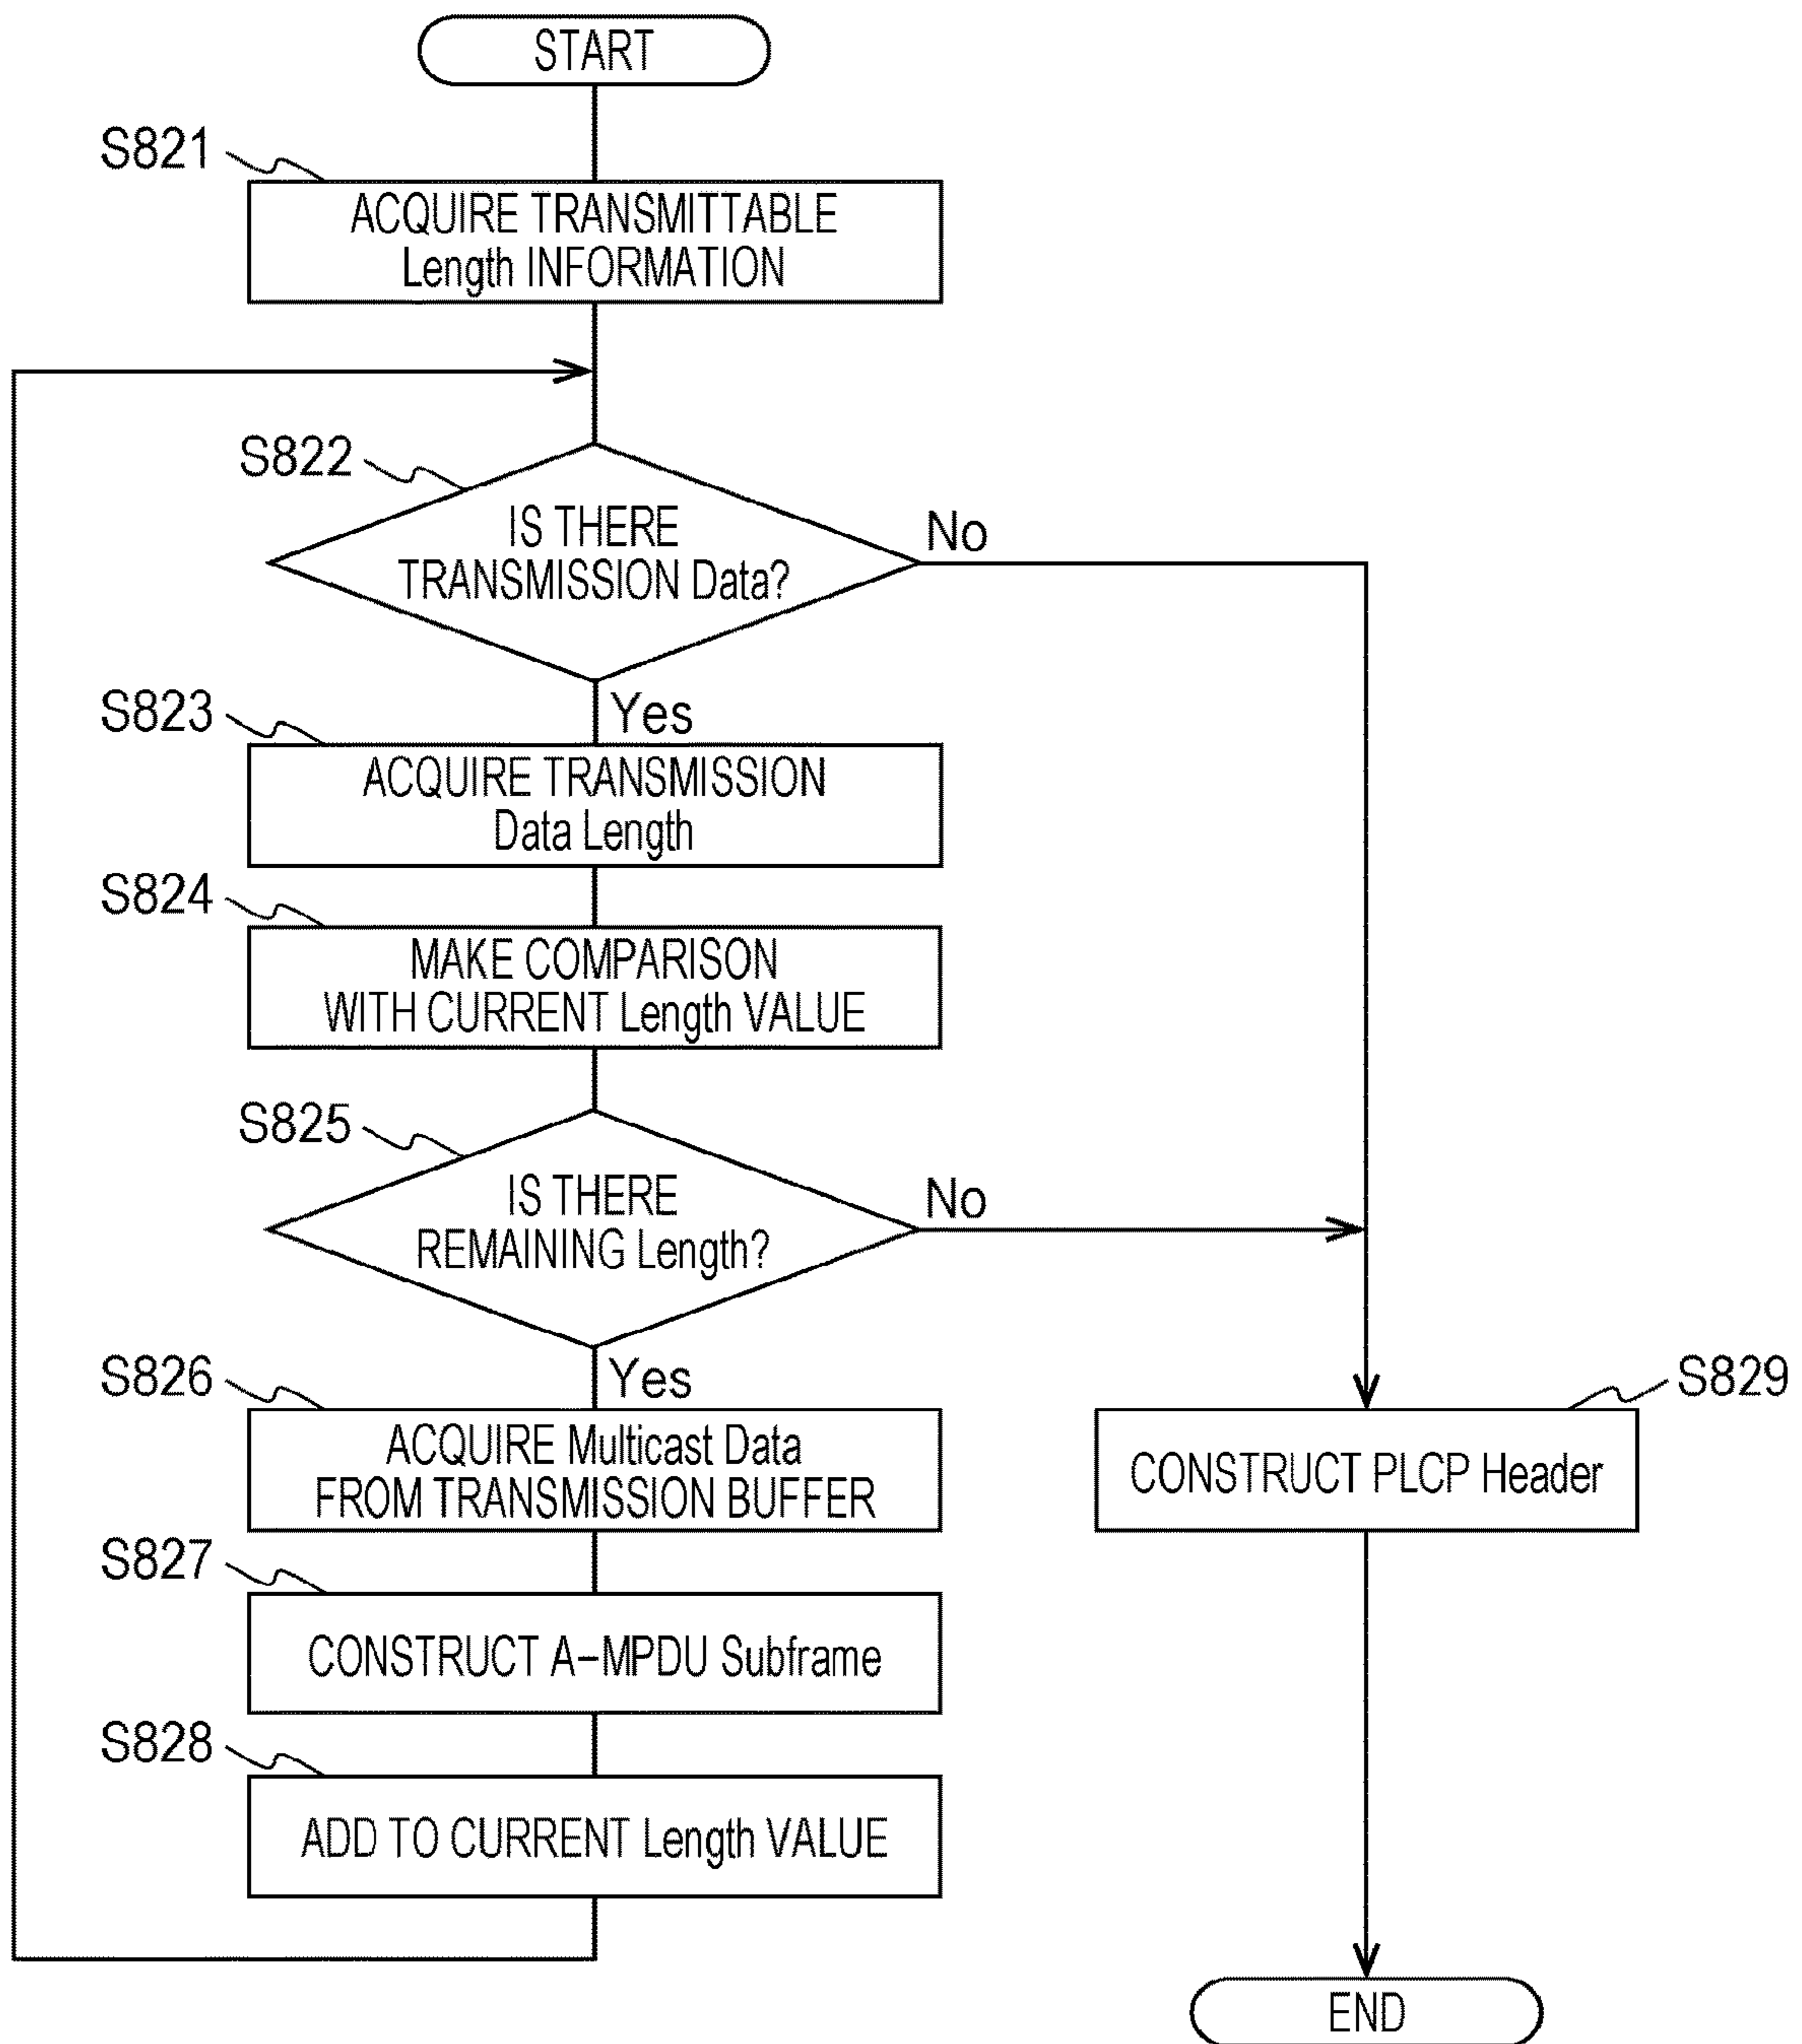 START
S821
ACQUIRE TRANSMITTABLE
Length INFORMATION
S822
IS THERE
TRANSMISSION Data?
No
Yes
S823
ACQUIRE TRANSMISSION
Data Length
S824
MAKE COMPARISON
WITH CURRENT Length VALUE
S825
IS THERE
REMAINING Length?
No
Yes
S826
ACQUIRE Multicast Data
FROM TRANSMISSION BUFFER
S827
CONSTRUCT A-MPDU Subframe
S828
ADD TO CURRENT Length VALUE
S829
CONSTRUCT PLCP Header
END